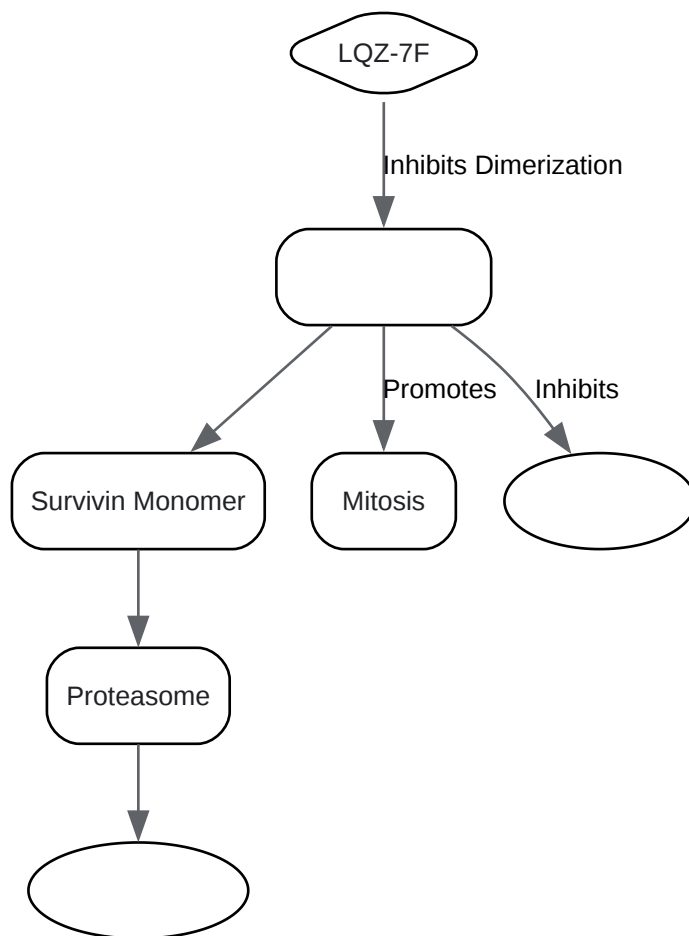 LQZ-7F
Inhibits Dimerization
Promotes
Inhibits
Survivin Monomer
Mitosis
Proteasome